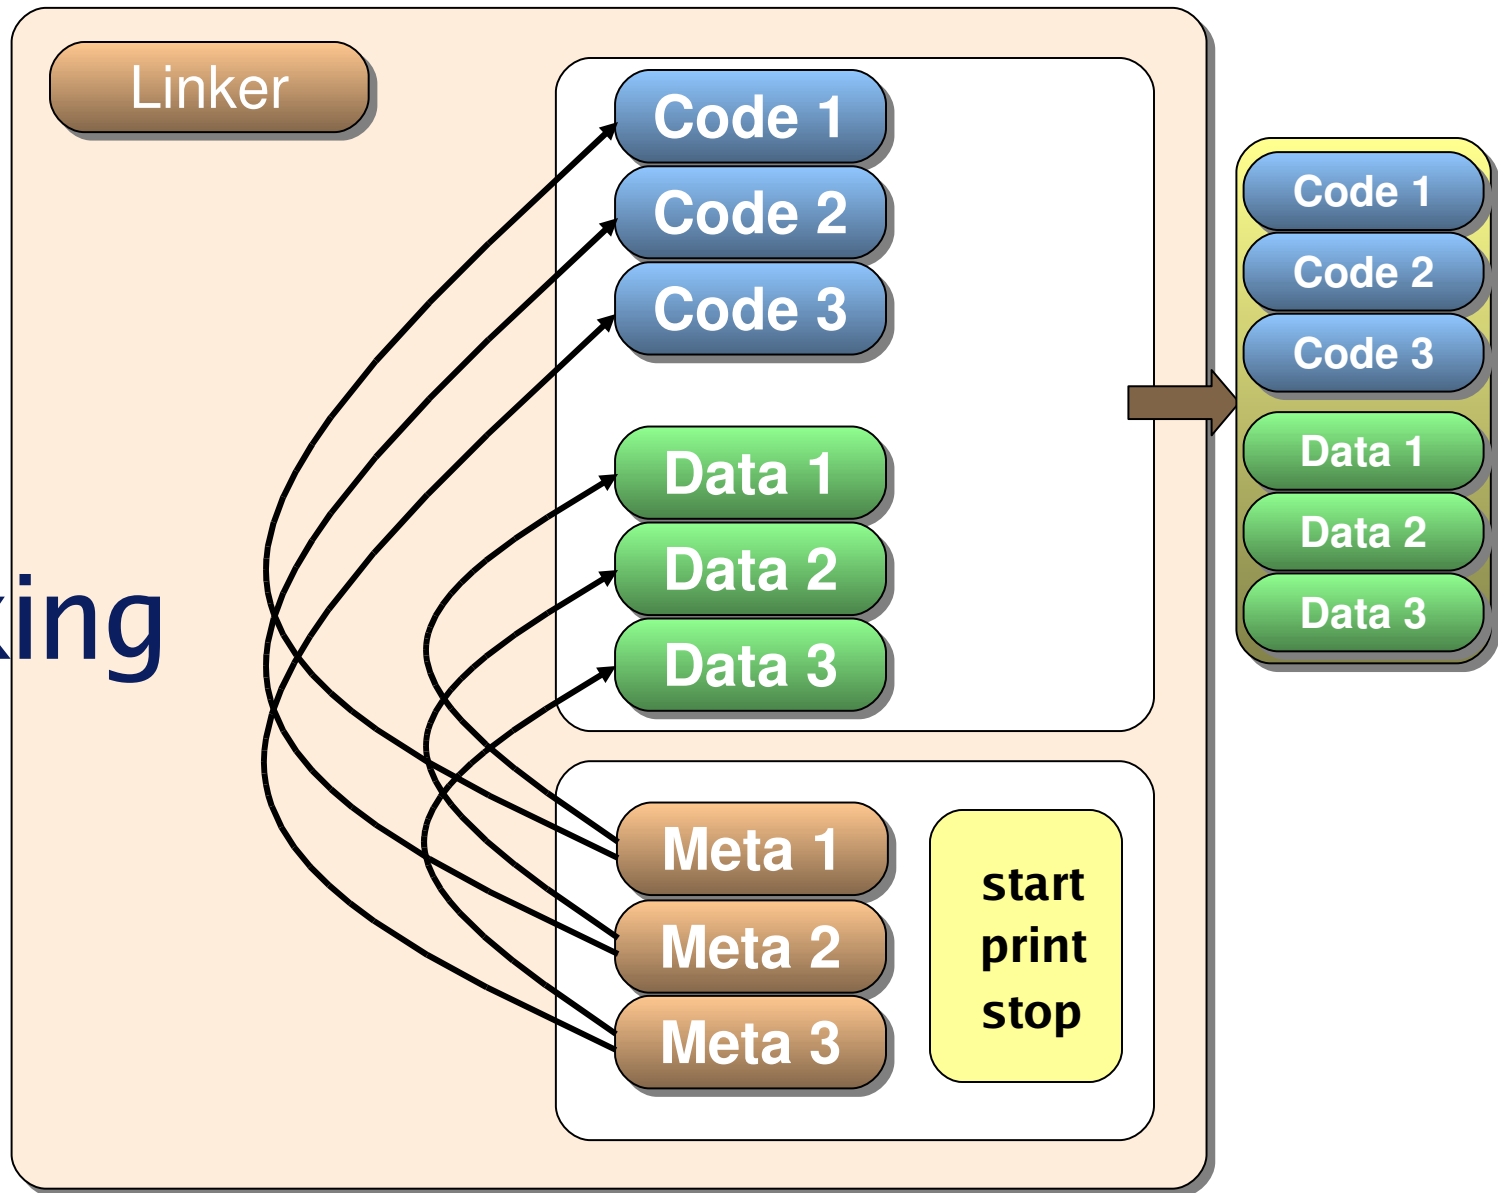 Linker
Code 1
Code 2
Code 3
Data 1
Data 2
Data 3
Meta 1
Meta 2
Meta 3
start
print
stop
Code 1
Code 2
Code 3
Data 1
Data 2
Data 3